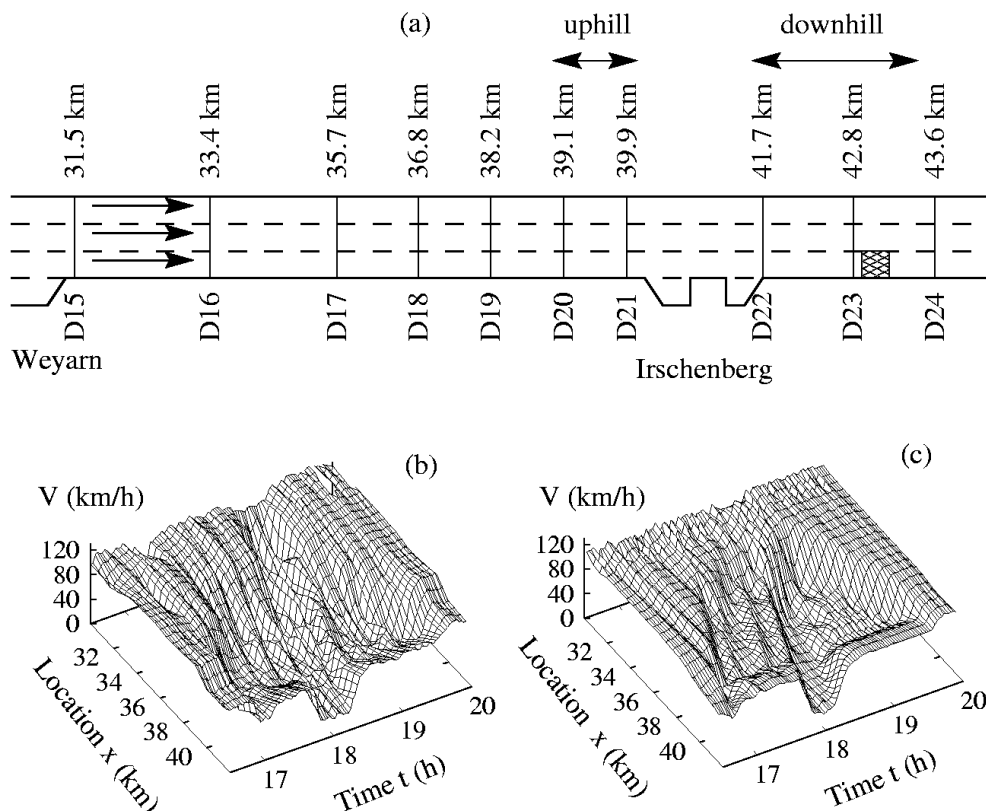 (a)
uphill
downhill
31.5 km
33.4 km
35.7 km
36.8 km
38.2 km
39.1 km
39.9 km
41.7 km
42.8 km
43.6 km
D15
D16
D17
D18
D19
D20
D21
D22
D23
D24
Weyarn
Irschenberg
(b)
V (km/h)
120
80
40
0
32
34
36
38
40
Location x (km)
17
18
19
20
Time t (h)
(c)
V (km/h)
120
80
40
0
32
34
36
38
40
Location x (km)
17
18
19
20
Time t (h)